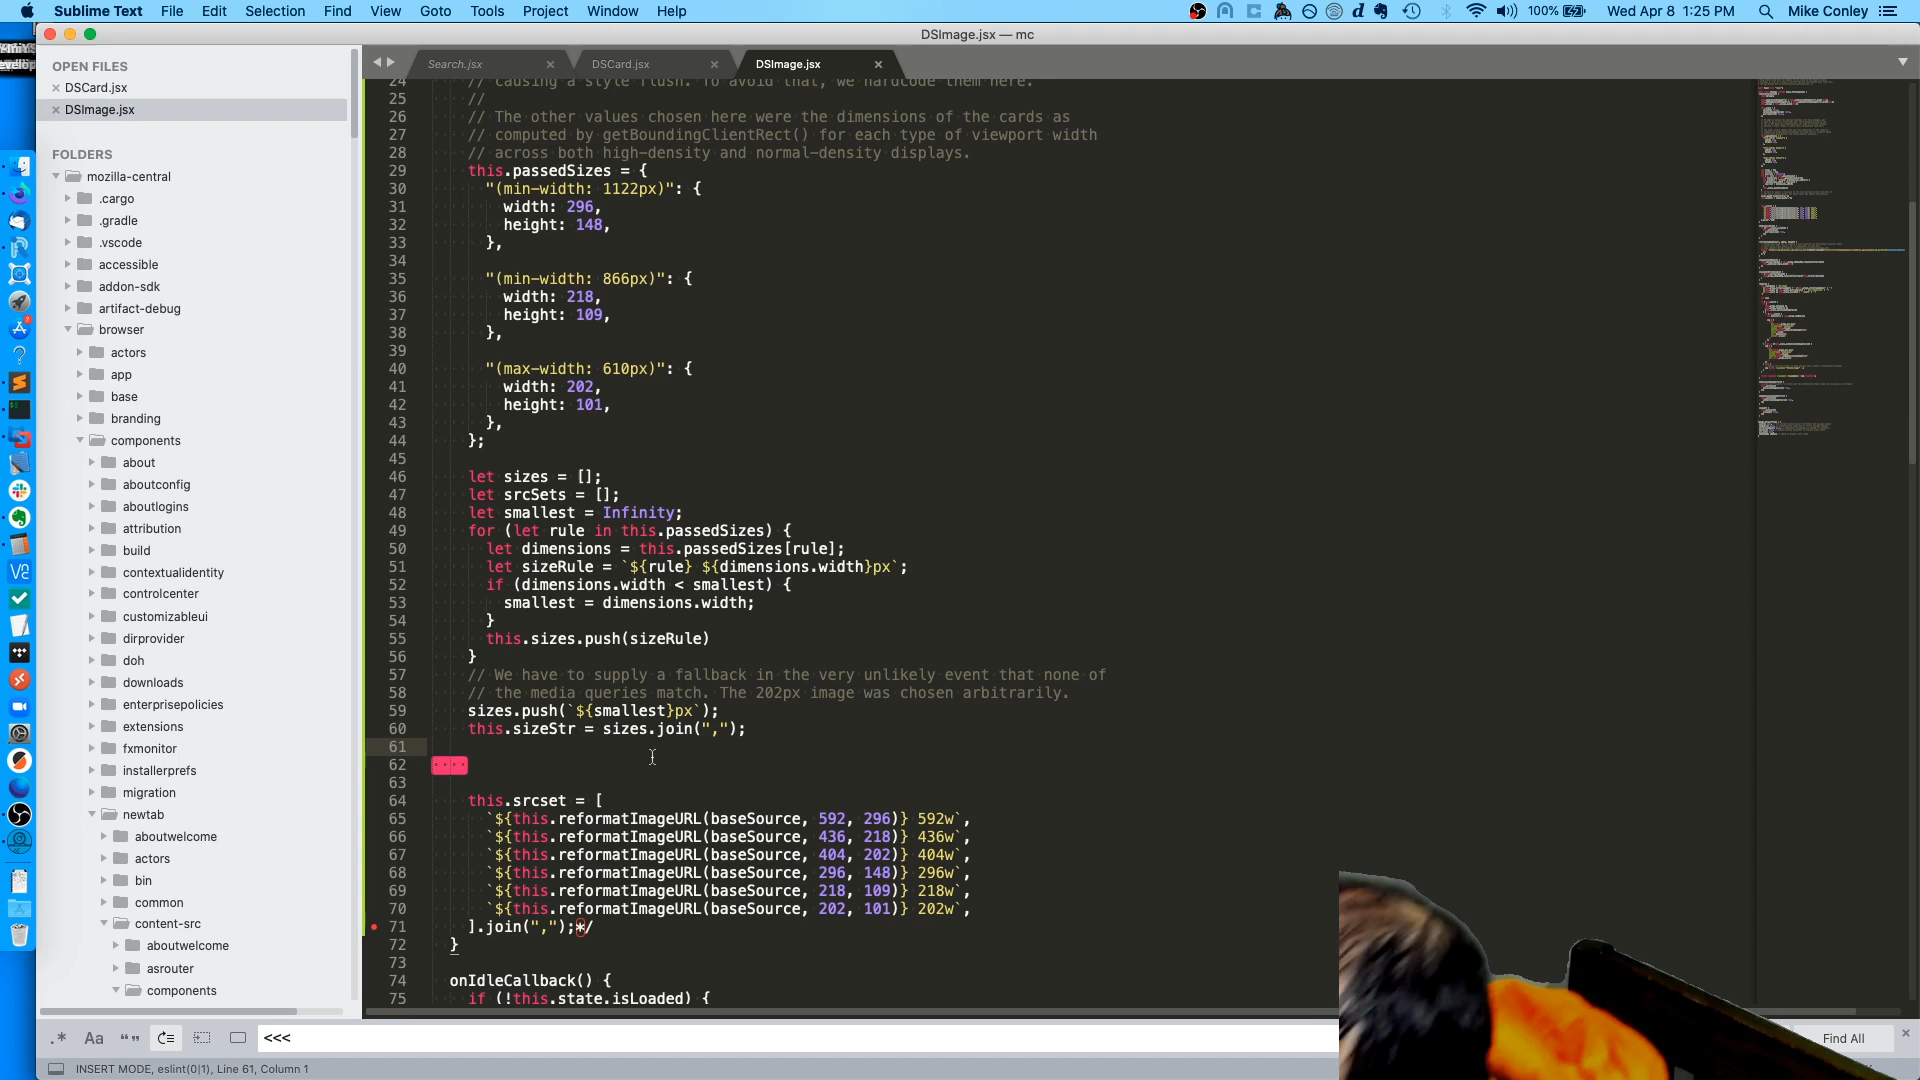 Sublime Text File Edit Selection Find View Goto Tools Project Window Help
100% Wed Apr 8 1:25 PM Mike Conley
DSImage.jsx — mc
OPEN FILES
DSCard.jsx
DSImage.jsx
FOLDERS
mozilla-central
.cargo
.gradle
.vscode
accessible
addon-sdk
artifact-debug
browser
actors
app
base
branding
components
about
aboutconfig
aboutlogins
attribution
build
contextualidentity
controlcenter
customizableui
dirprovider
doh
downloads
enterprisepolicies
extensions
fxmonitor
installerprefs
migration
newtab
aboutwelcome
actors
bin
common
content-src
aboutwelcome
asrouter
components
Search.jsx DSCard.jsx DSImage.jsx
24 // causing a style flush. To avoid that, we hardcode them here.
25 //
26 // The other values chosen here were the dimensions of the cards as
27 // computed by getBoundingClientRect() for each type of viewport width
28 // across both high-density and normal-density displays.
29 this.passedSizes = {
30 "(min-width: 1122px)": {
31 width: 296,
32 height: 148,
33 },
34
35 "(min-width: 866px)": {
36 width: 218,
37 height: 109,
38 },
39
40 "(max-width: 610px)": {
41 width: 202,
42 height: 101,
43 },
44 };
45
46 let sizes = [];
47 let srcSets = [];
48 let smallest = Infinity;
49 for (let rule in this.passedSizes) {
50 let dimensions = this.passedSizes[rule];
51 let sizeRule = `${rule} ${dimensions.width}px`;
52 if (dimensions.width < smallest) {
53 smallest = dimensions.width;
54 }
55 this.sizes.push(sizeRule)
56 }
57 // We have to supply a fallback in the very unlikely event that none of
58 // the media queries match. The 202px image was chosen arbitrarily.
59 sizes.push(`${smallest}px`);
60 this.sizeStr = sizes.join(",");
61
62
63
64 this.srcset = [
65 `${this.reformatImageURL(baseSource, 592, 296)} 592w`,
66 `${this.reformatImageURL(baseSource, 436, 218)} 436w`,
67 `${this.reformatImageURL(baseSource, 404, 202)} 404w`,
68 `${this.reformatImageURL(baseSource, 296, 148)} 296w`,
69 `${this.reformatImageURL(baseSource, 218, 109)} 218w`,
70 `${this.reformatImageURL(baseSource, 202, 101)} 202w`,
71 ].join(",");*/
72 }
73
74 onIdleCallback() {
75 if (!this.state.isLoaded) {
.* Aa “” <<< Find All
INSERT MODE, eslint(0|1), Line 61, Column 1